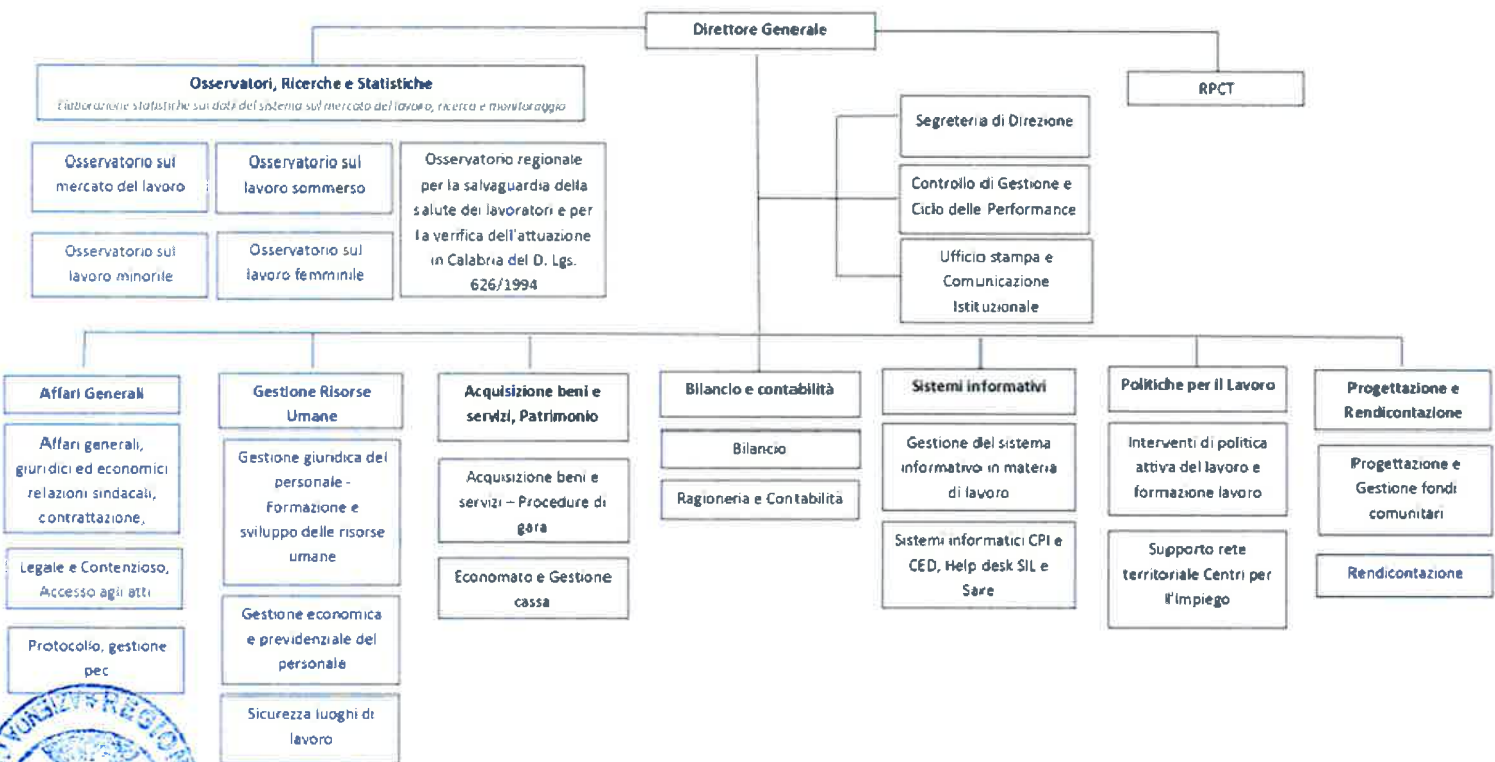 Direttore Generale
Osservatori, Ricerche e Statistiche
Elaborazione statistiche sui dati del sistema sul mercato del lavoro, ricerca e monitoraggio
RPCT
Segreteria di Direzione
Controllo di Gestione e
Ciclo delle Performance
Ufficio stampa e
Comunicazione
Istituzionale
Osservatorio sul
mercato del lavoro
Osservatorio sul
lavoro sommerso
Osservatorio regionale
per la salvaguardia della
salute dei lavoratori e per
la verifica dell'attuazione
in Calabria del D. Lgs.
626/1994
Osservatorio sul
lavoro minorile
Osservatorio sul
lavoro femminile
Affari Generali
Affari generali,
giuridici ed economici
relazioni sindacali,
contrattazione,
Legale e Contenzioso,
Accesso agli atti
Protocollo, gestione
pec
Gestione Risorse
Umane
Gestione giuridica del
personale -
Formazione e
sviluppo delle risorse
umane
Gestione economica
e previdenziale del
personale
Sicurezza luoghi di
lavoro
Acquisizione beni e
servizi, Patrimonio
Acquisizione beni e
servizi – Procedure di
gara
Economato e Gestione
cassa
Bilancio e contabilità
Bilancio
Ragioneria e Contabilità
Sistemi informativi
Gestione del sistema
informativo in materia
di lavoro
Sistemi informatici CPI e
CED, Help desk SIL e
Sare
Politiche per il Lavoro
Interventi di politica
attiva del lavoro e
formazione lavoro
Supporto rete
territoriale Centri per
l'Impiego
Progettazione e
Rendicontazione
Progettazione e
Gestione fondi
comunitari
Rendicontazione
AZIENDA
REGION